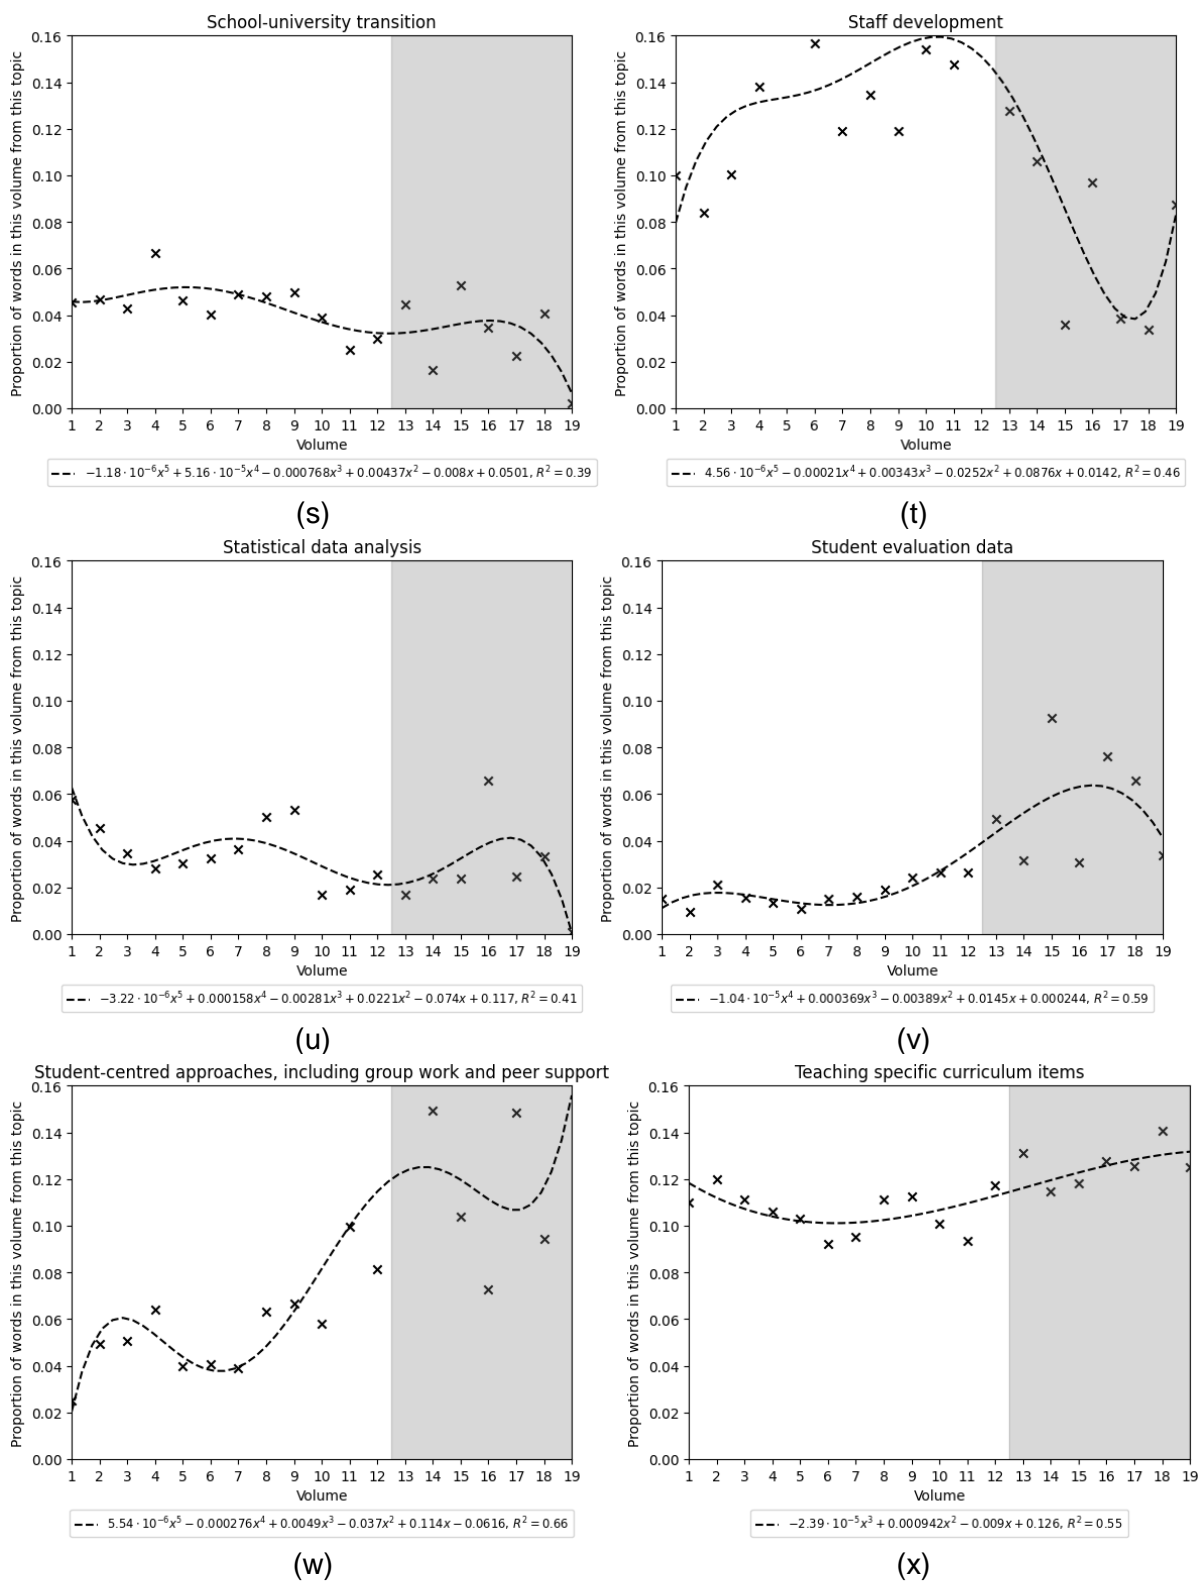 School-university transition
Proportion of words in this volume from this topic
0.16
0.14
0.12
0.10
0.08
0.06
0.04
0.02
0.00
1 2 3 4 5 6 7 8 9 10 11 12 13 14 15 16 17 18 19
Volume
−1.18 · 10⁻⁶x⁵ + 5.16 · 10⁻⁵x⁴ − 0.000768x³ + 0.00437x² − 0.008x + 0.0501, R² = 0.39
(s)
Staff development
Proportion of words in this volume from this topic
0.16
0.14
0.12
0.10
0.08
0.06
0.04
0.02
0.00
1 2 3 4 5 6 7 8 9 10 11 12 13 14 15 16 17 18 19
Volume
4.56 · 10⁻⁶x⁵ − 0.00021x⁴ + 0.00343x³ − 0.0252x² + 0.0876x + 0.0142, R² = 0.46
(t)
Statistical data analysis
Proportion of words in this volume from this topic
0.16
0.14
0.12
0.10
0.08
0.06
0.04
0.02
0.00
1 2 3 4 5 6 7 8 9 10 11 12 13 14 15 16 17 18 19
Volume
−3.22 · 10⁻⁶x⁵ + 0.000158x⁴ − 0.00281x³ + 0.0221x² − 0.074x + 0.117, R² = 0.41
(u)
Student evaluation data
Proportion of words in this volume from this topic
0.16
0.14
0.12
0.10
0.08
0.06
0.04
0.02
0.00
1 2 3 4 5 6 7 8 9 10 11 12 13 14 15 16 17 18 19
Volume
−1.04 · 10⁻⁵x⁴ + 0.000369x³ − 0.00389x² + 0.0145x + 0.000244, R² = 0.59
(v)
Student-centred approaches, including group work and peer support
Proportion of words in this volume from this topic
0.16
0.14
0.12
0.10
0.08
0.06
0.04
0.02
0.00
1 2 3 4 5 6 7 8 9 10 11 12 13 14 15 16 17 18 19
Volume
5.54 · 10⁻⁶x⁵ − 0.000276x⁴ + 0.0049x³ − 0.037x² + 0.114x − 0.0616, R² = 0.66
(w)
Teaching specific curriculum items
Proportion of words in this volume from this topic
0.16
0.14
0.12
0.10
0.08
0.06
0.04
0.02
0.00
1 2 3 4 5 6 7 8 9 10 11 12 13 14 15 16 17 18 19
Volume
−2.39 · 10⁻⁵x³ + 0.000942x² − 0.009x + 0.126, R² = 0.55
(x)